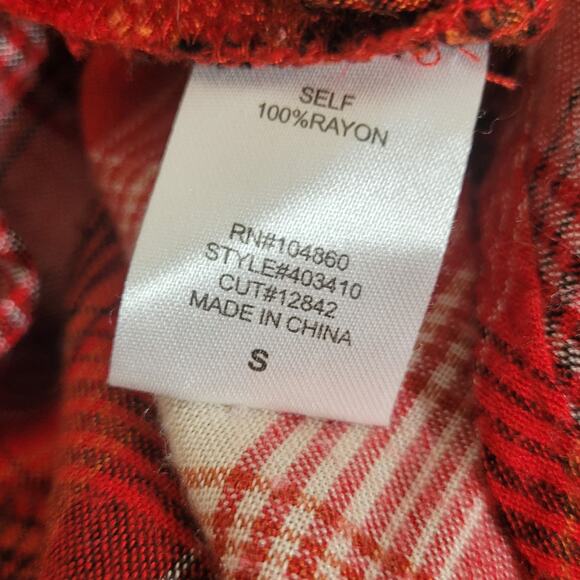 SELF
100%RAYON
RN#104860
STYLE#403410
CUT#12842
MADE IN CHINA
S